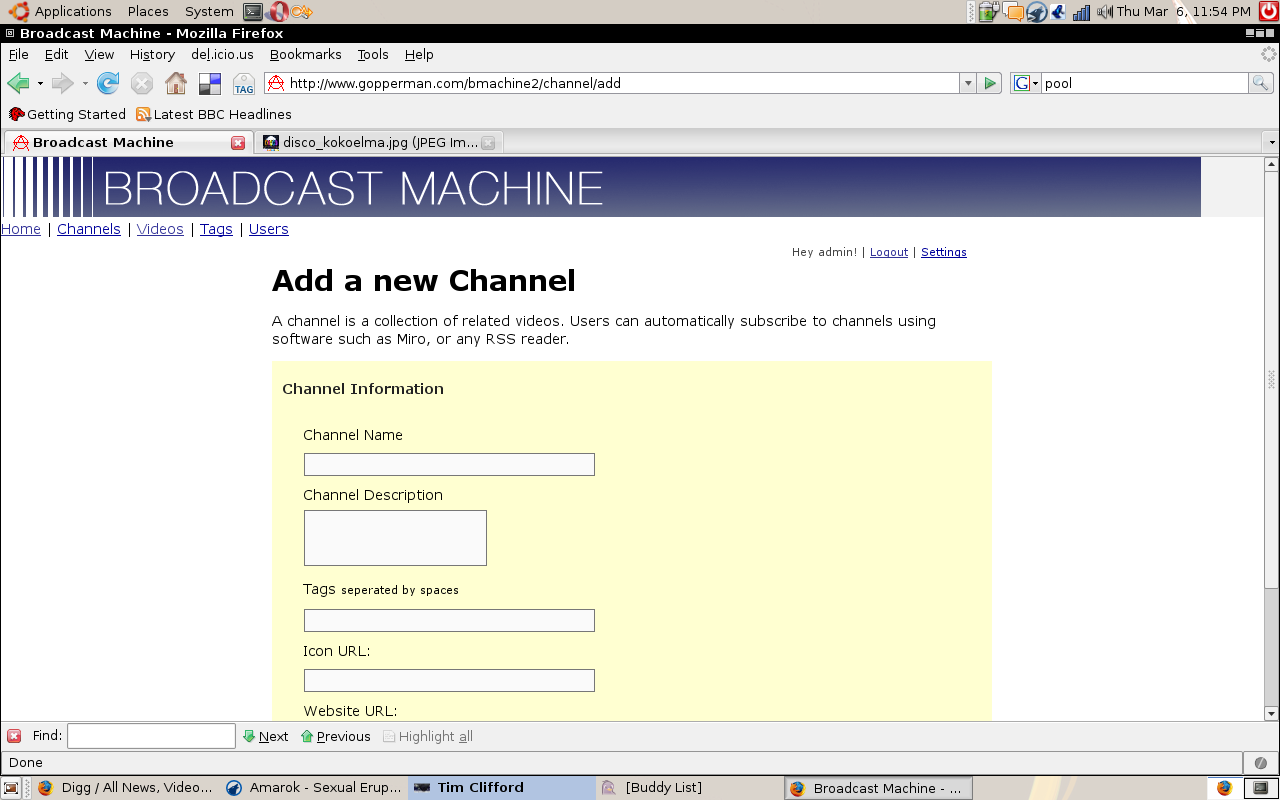 Applications Places System Thu Mar 6, 11:54 PM
Broadcast Machine - Mozilla Firefox
File Edit View History del.icio.us Bookmarks Tools Help
TAG http://www.gopperman.com/bmachine2/channel/add G pool
Getting Started Latest BBC Headlines
Broadcast Machine disco_kokoelma.jpg (JPEG Im...
BROADCAST MACHINE
Home | Channels | Videos | Tags | Users
Hey admin! | Logout | Settings
Add a new Channel
A channel is a collection of related videos. Users can automatically subscribe to channels using
software such as Miro, or any RSS reader.
Channel Information
Channel Name
Channel Description
Tags seperated by spaces
Icon URL:
Website URL:
Find: Next Previous Highlight all
Done
Digg / All News, Video... Amarok - Sexual Erup... Tim Clifford [Buddy List] Broadcast Machine - ...